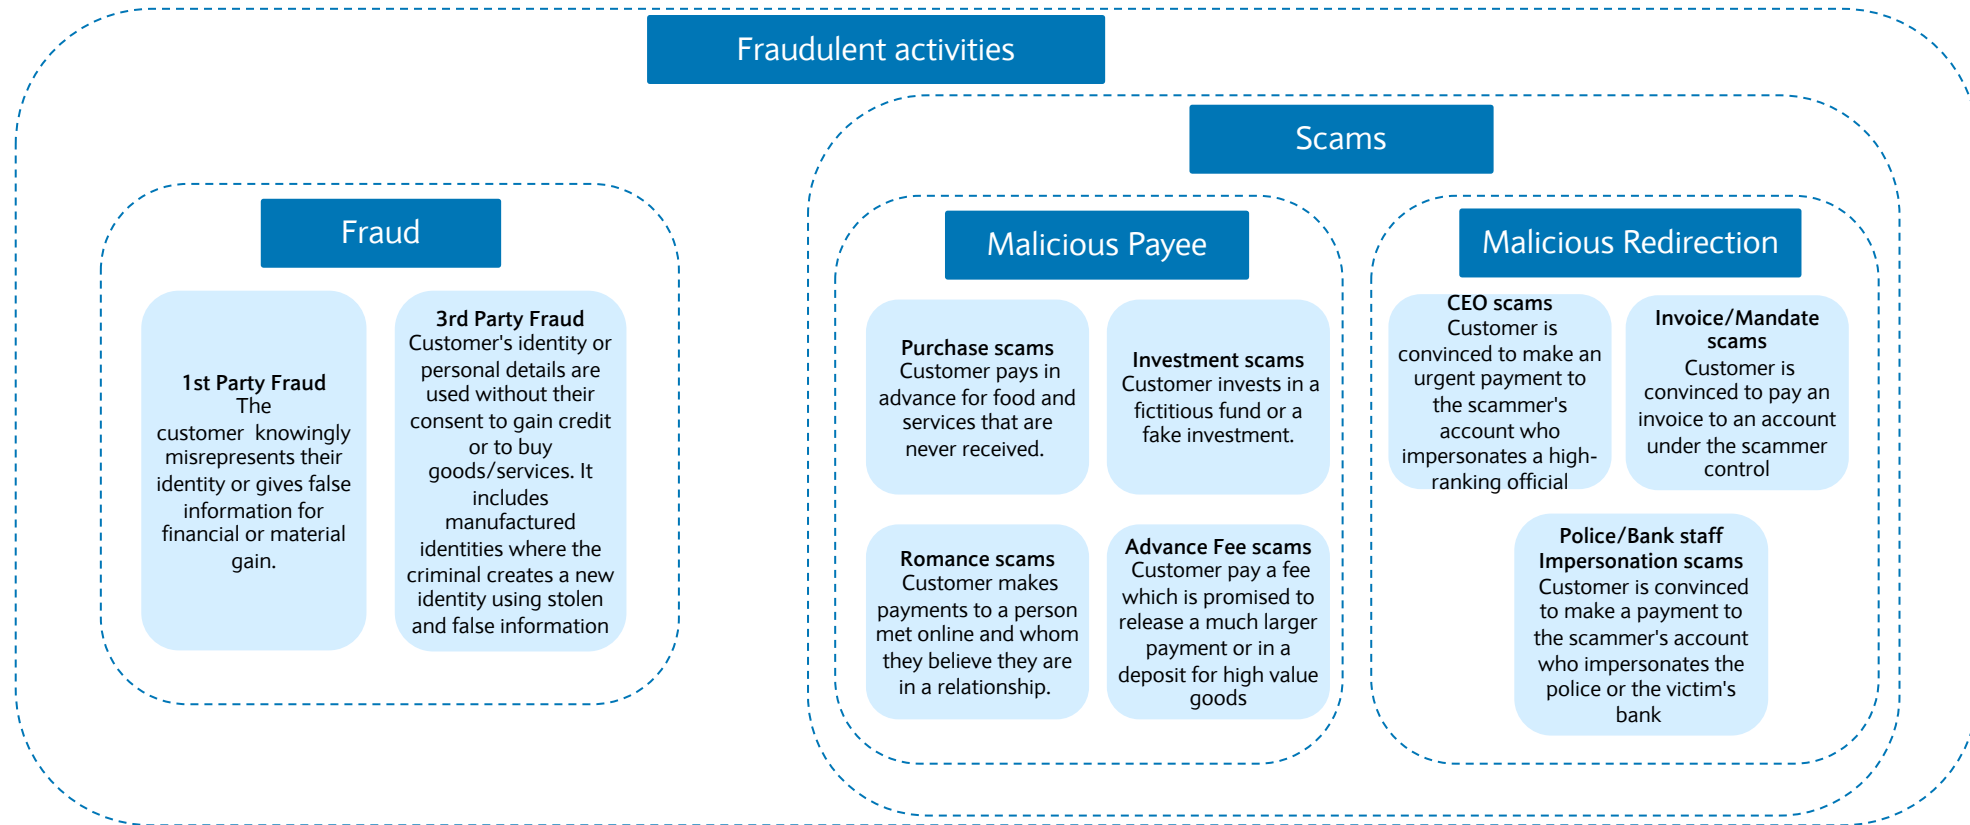 Fraudulent activities
Scams
Fraud
Malicious Payee
Malicious Redirection
1st Party Fraud
The
customer knowingly
misrepresents their
identity or gives false
information for
financial or material
gain.
3rd Party Fraud
Customer's identity or
personal details are
used without their
consent to gain credit
or to buy
goods/services. It
includes
manufactured
identities where the
criminal creates a new
identity using stolen
and false information
Purchase scams
Customer pays in
advance for food and
services that are
never received.
Investment scams
Customer invests in a
fictitious fund or a
fake investment.
Romance scams
Customer makes
payments to a person
met online and whom
they believe they are
in a relationship.
Advance Fee scams
Customer pay a fee
which is promised to
release a much larger
payment or in a
deposit for high value
goods
CEO scams
Customer is
convinced to make an
urgent payment to
the scammer's
account who
impersonates a high-
ranking official
Invoice/Mandate
scams
Customer is
convinced to pay an
invoice to an account
under the scammer
control
Police/Bank staff
Impersonation scams
Customer is convinced
to make a payment to
the scammer's account
who impersonates the
police or the victim's
bank